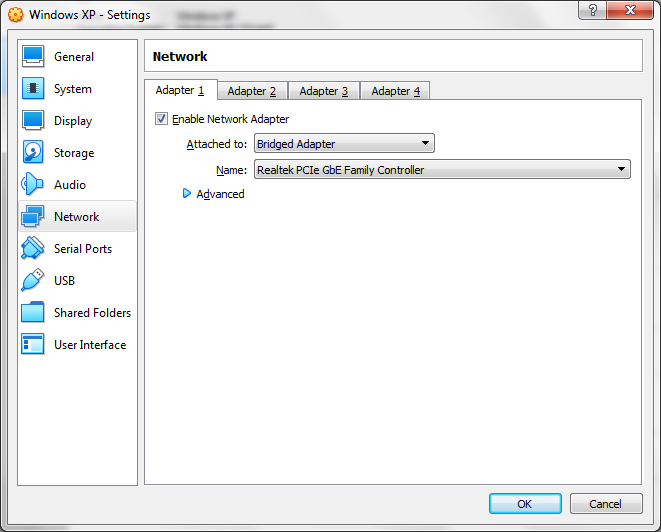 Windows XP - Settings
General
System
Display
Storage
Audio
Network
Serial Ports
USB
Shared Folders
User Interface
Network
Adapter 1 Adapter 2 Adapter 3 Adapter 4
Enable Network Adapter
Attached to: Bridged Adapter
Name: Realtek PCIe GbE Family Controller
Advanced
OK Cancel